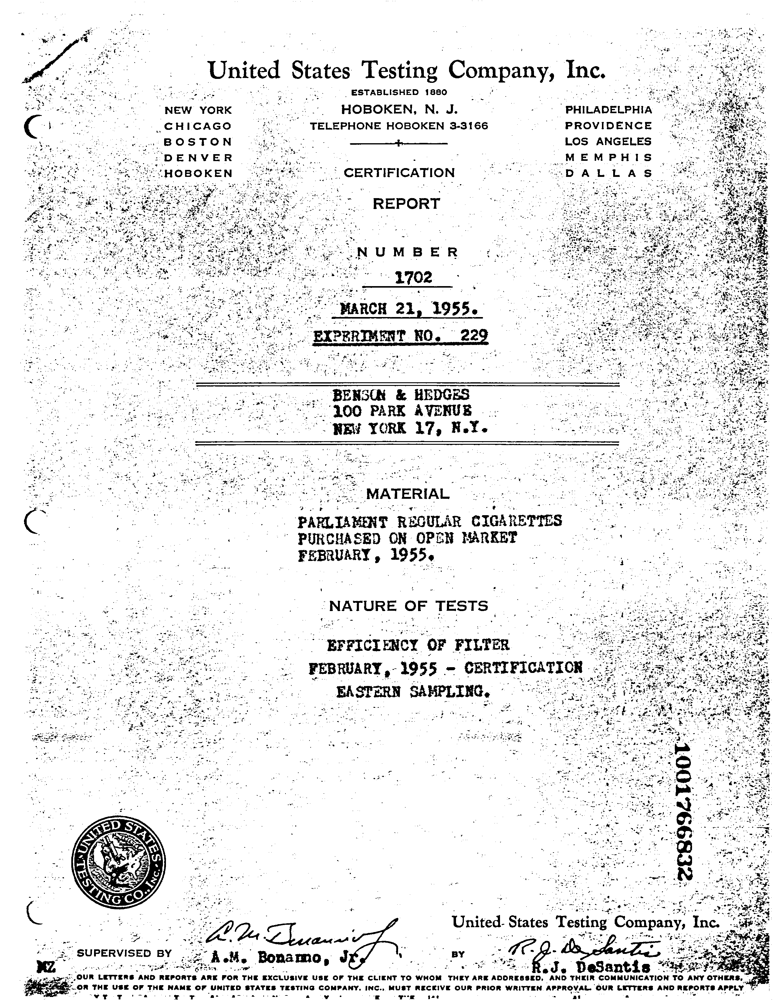 United States Testing Company, Inc.
ESTABLISHED 1880
HOBOKEN, N. J.
TELEPHONE HOBOKEN 3-3166
NEW YORK
CHICAGO
BOSTON
DENVER
HOBOKEN
PHILADELPHIA
PROVIDENCE
LOS ANGELES
MEMPHIS
DALLAS
CERTIFICATION
REPORT
NUMBER
1702
MARCH 21, 1955.
EXPERIMENT NO. 229
BENSON & HEDGES
100 PARK AVENUE
NEW YORK 17, N.Y.
MATERIAL
PARLIAMENT REGULAR CIGARETTES
PURCHASED ON OPEN MARKET
FEBRUARY, 1955.
NATURE OF TESTS
EFFICIENCY OF FILTER
FEBRUARY, 1955 - CERTIFICATION
EASTERN SAMPLING.
1001766832
UNITED STATES TESTING CO. Inc.
United States Testing Company, Inc.
SUPERVISED BY
A.M. Bonarno, Jr.
BY
R.J. DeSantis
R.J. DeSantis
MZ
OUR LETTERS AND REPORTS ARE FOR THE EXCLUSIVE USE OF THE CLIENT TO WHOM THEY ARE ADDRESSED, AND THEIR COMMUNICATION TO ANY OTHERS,
OR THE USE OF THE NAME OF UNITED STATES TESTING COMPANY, INC., MUST RECEIVE OUR PRIOR WRITTEN APPROVAL. OUR LETTERS AND REPORTS APPLY